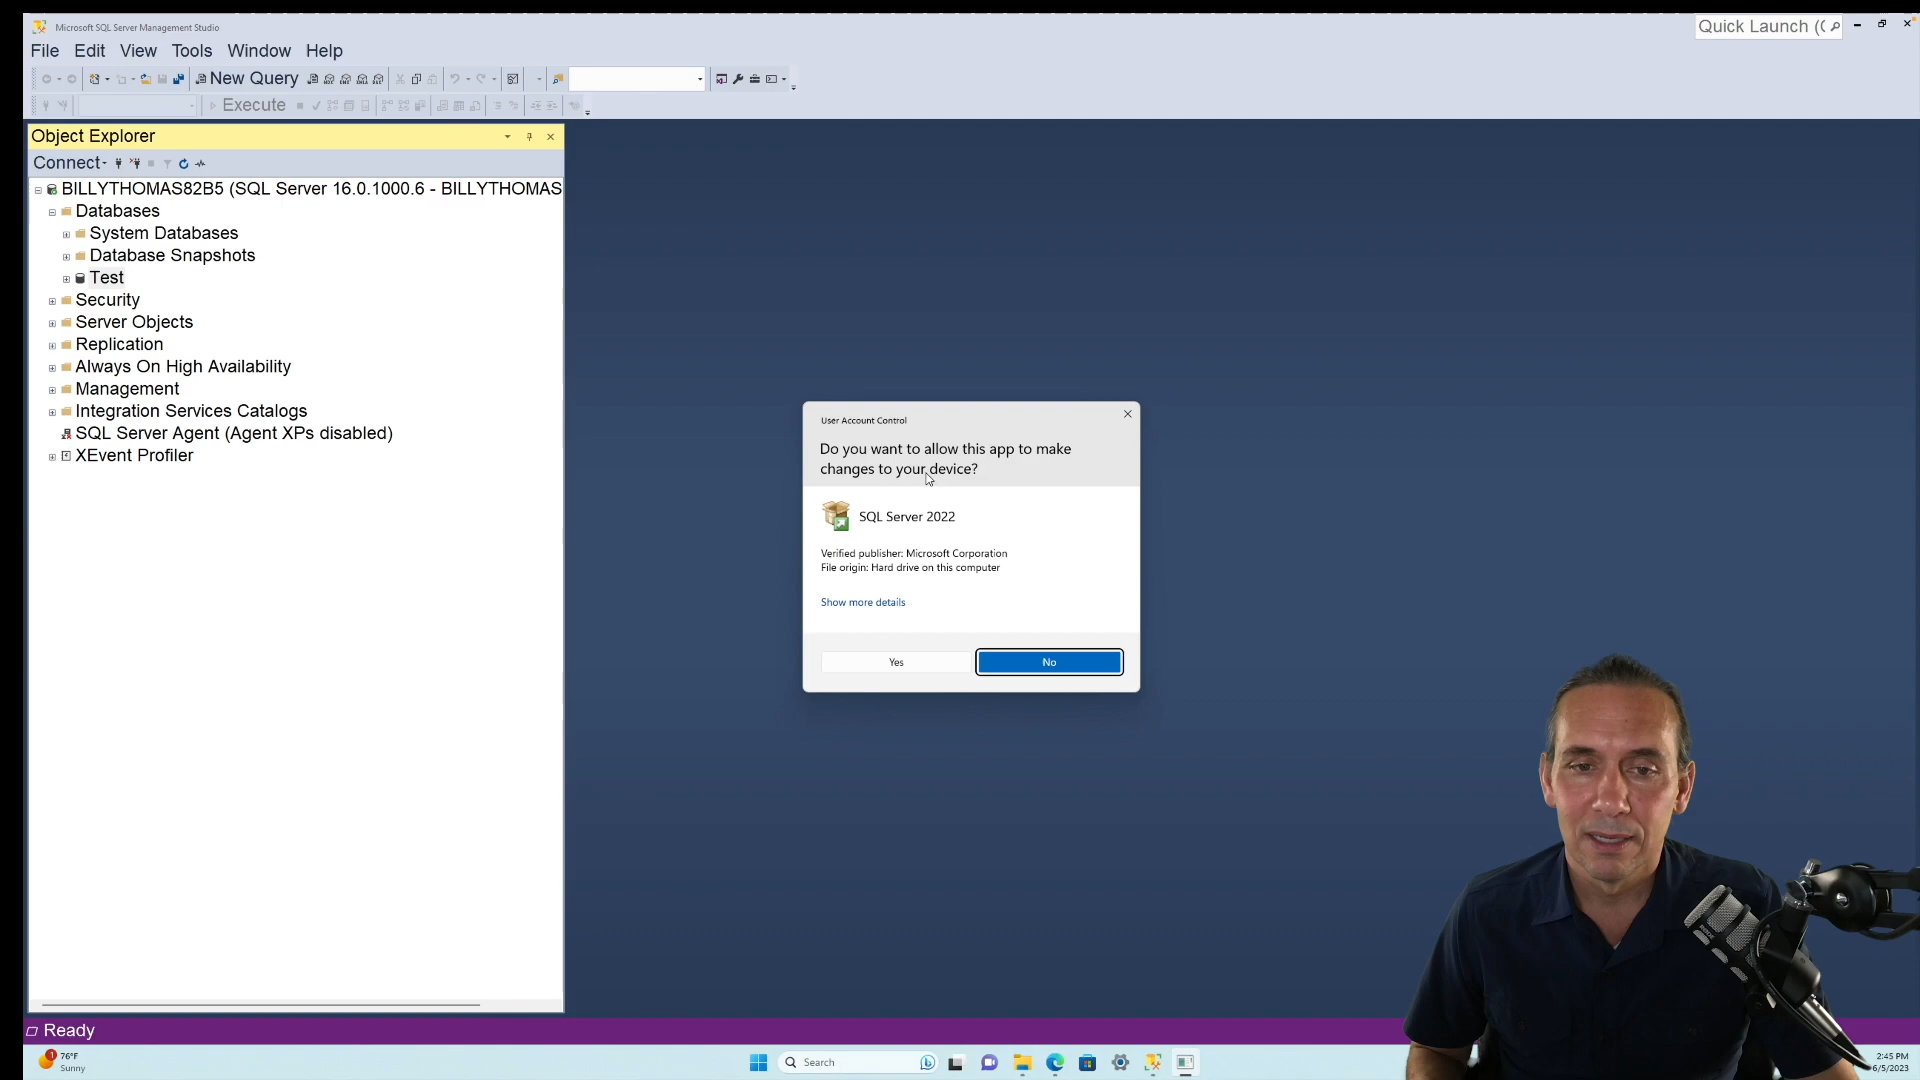 Microsoft SQL Server Management Studio
Quick Launch (
File Edit View Tools Window Help
New Query
Execute
Object Explorer
Connect
BILLYTHOMAS82B5 (SQL Server 16.0.1000.6 - BILLYTHOMAS
Databases
System Databases
Database Snapshots
Test
Security
Server Objects
Replication
Always On High Availability
Management
Integration Services Catalogs
SQL Server Agent (Agent XPs disabled)
XEvent Profiler
User Account Control
Do you want to allow this app to make
changes to your device?
SQL Server 2022
Verified publisher: Microsoft Corporation
File origin: Hard drive on this computer
Show more details
Yes No
Ready
1
76°F
Sunny
Search
2:45 PM
6/5/2023